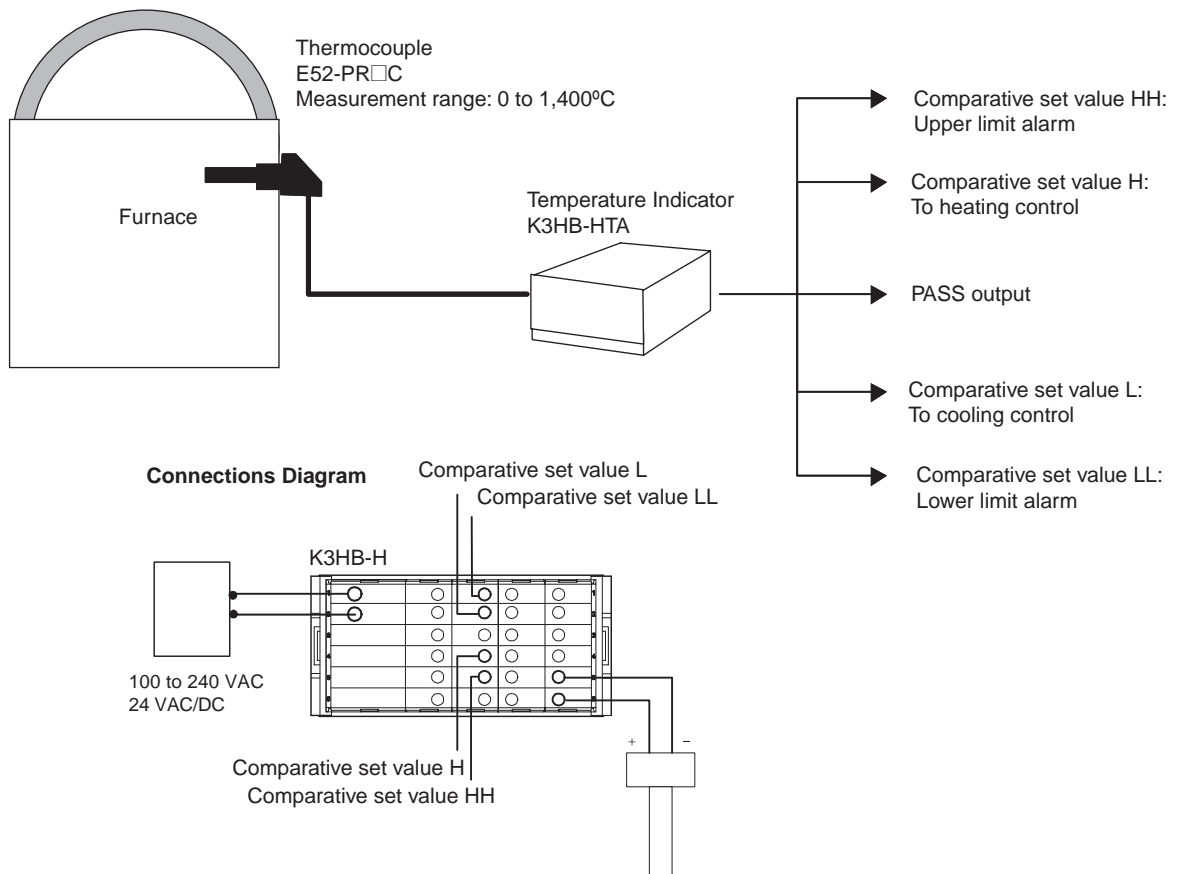 Thermocouple
E52-PR□C
Measurement range: 0 to 1,400ºC
Furnace
Temperature Indicator
K3HB-HTA
Comparative set value HH:
Upper limit alarm
Comparative set value H:
To heating control
PASS output
Comparative set value L:
To cooling control
Comparative set value LL:
Lower limit alarm
Connections Diagram
Comparative set value L
Comparative set value LL
K3HB-H
100 to 240 VAC
24 VAC/DC
Comparative set value H
Comparative set value HH
+ −